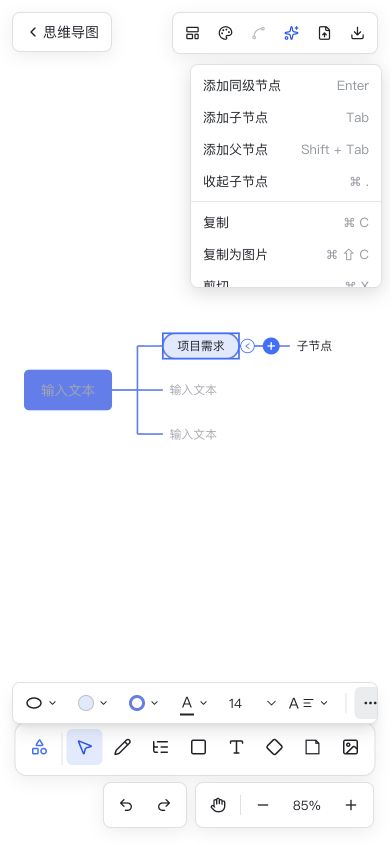 思维导图
添加同级节点 Enter
添加子节点 Tab
添加父节点 Shift + Tab
收起子节点 ⌘ .
复制 ⌘ C
复制为图片 ⌘ ⇧ C
剪切 ⌘ X
项目需求
子节点
输入文本
输入文本
输入文本
A 14 A
T
85%